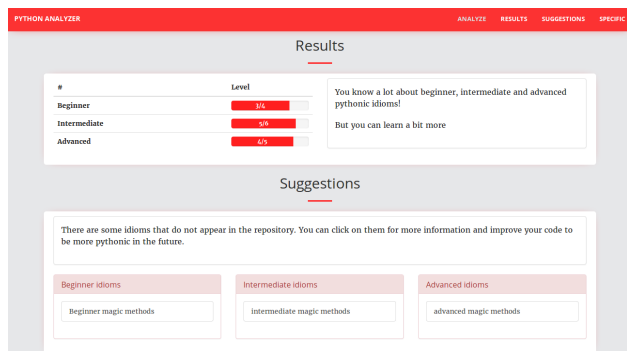 PYTHON ANALYZER ANALYZE RESULTS SUGGESTIONS SPECIFIC
Results
# Level
Beginner 3/4
Intermediate 5/6
Advanced 4/5
You know a lot about beginner, intermediate and advanced
pythonic idioms!
But you can learn a bit more
Suggestions
There are some idioms that do not appear in the repository. You can click on them for more information and improve your code to
be more pythonic in the future.
Beginner idioms
Beginner magic methods
Intermediate idioms
intermediate magic methods
Advanced idioms
advanced magic methods